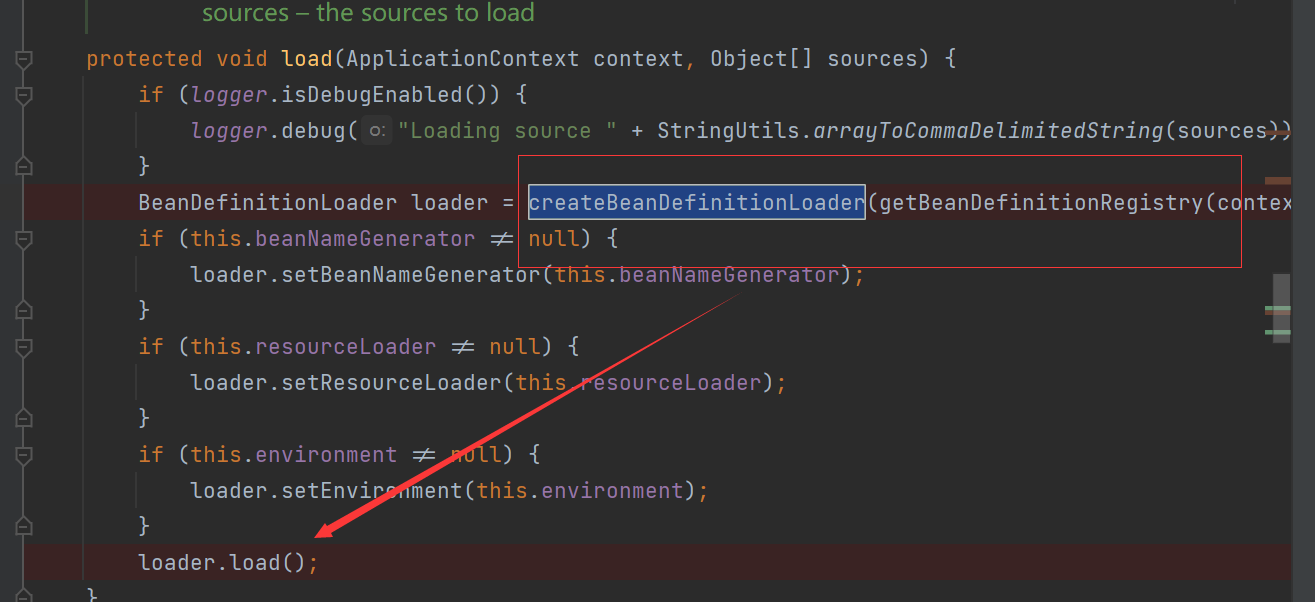 sources – the sources to load
protected void load(ApplicationContext context, Object[] sources) {
if (logger.isDebugEnabled()) {
logger.debug( o: "Loading source " + StringUtils.arrayToCommaDelimitedString(sources))
}
BeanDefinitionLoader loader = createBeanDefinitionLoader(getBeanDefinitionRegistry(contex
if (this.beanNameGenerator ≠ null) {
loader.setBeanNameGenerator(this.beanNameGenerator);
}
if (this.resourceLoader ≠ null) {
loader.setResourceLoader(this.resourceLoader);
}
if (this.environment ≠ null) {
loader.setEnvironment(this.environment);
}
loader.load();
}